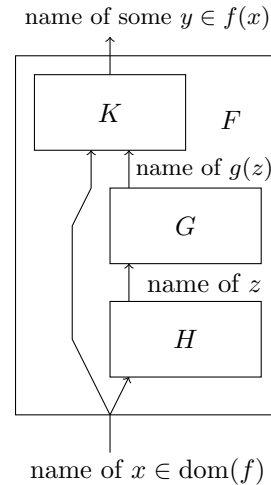 name of some y ∈ f(x)
K
F
name of g(z)
G
name of z
H
name of x ∈ dom(f)